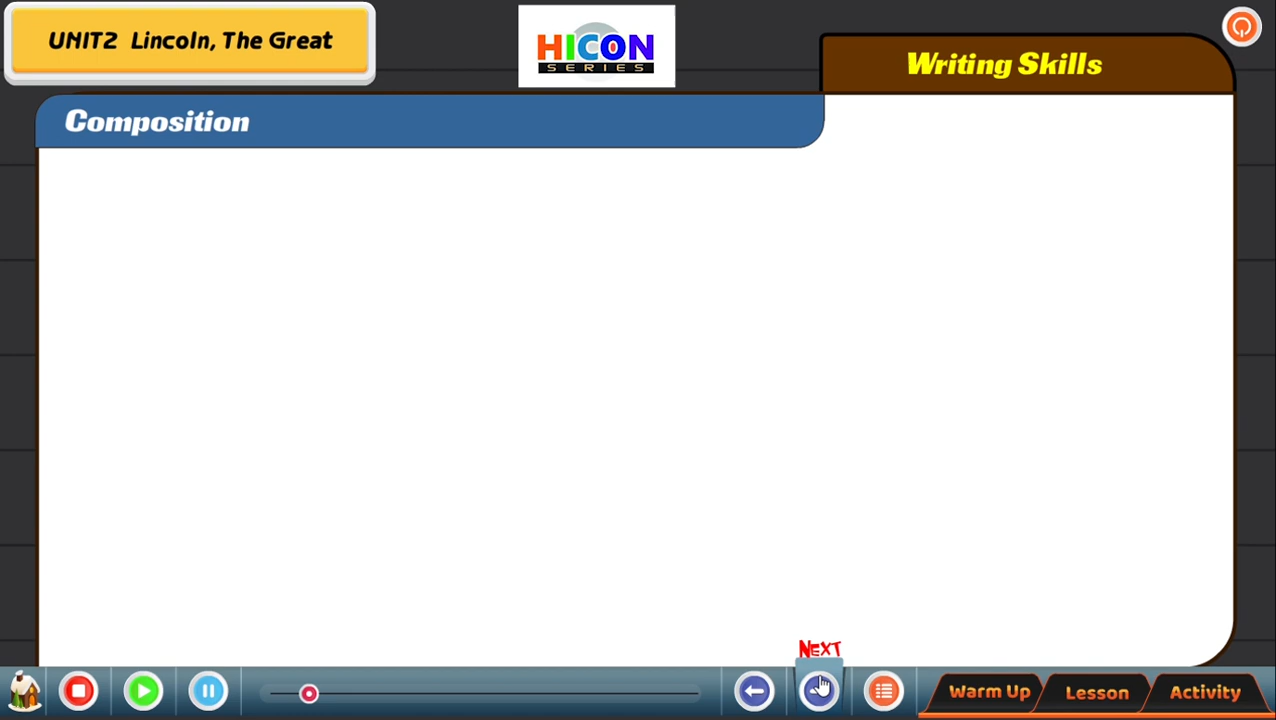 UNIT2 Lincoln, The Great
HICON
SERIES
Writing Skills
Composition
NEXT
Warm Up
Lesson
Activity